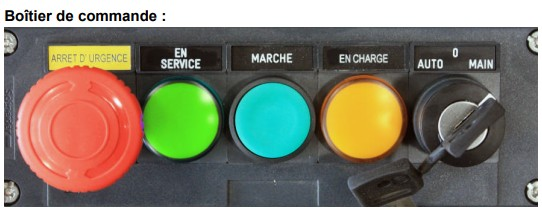 Boîtier de commande :
ARRET D'URGENCE
EN
SERVICE
MARCHE
EN CHARGE
0
AUTO MAIN